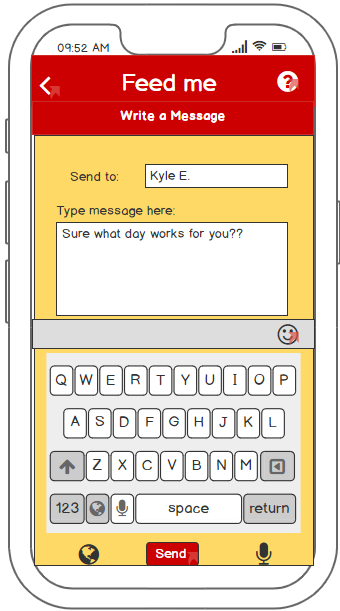 09:52 AM
Feed me
?
Write a Message
Send to: Kyle E.
Type message here:
Sure what day works for you??
Q W E R T Y U I O P
A S D F G H J K L
Z X C V B N M
123 space return
Send